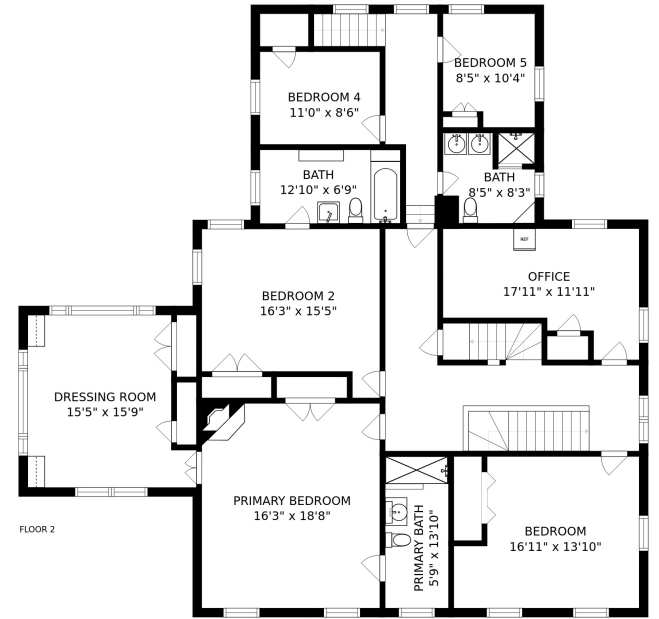 BEDROOM 5
8'5" x 10'4"
BEDROOM 4
11'0" x 8'6"
BATH
12'10" x 6'9"
BATH
8'5" x 8'3"
REF
OFFICE
17'11" x 11'11"
BEDROOM 2
16'3" x 15'5"
DRESSING ROOM
15'5" x 15'9"
PRIMARY BEDROOM
16'3" x 18'8"
PRIMARY BATH
5'9" x 13'10"
BEDROOM
16'11" x 13'10"
FLOOR 2